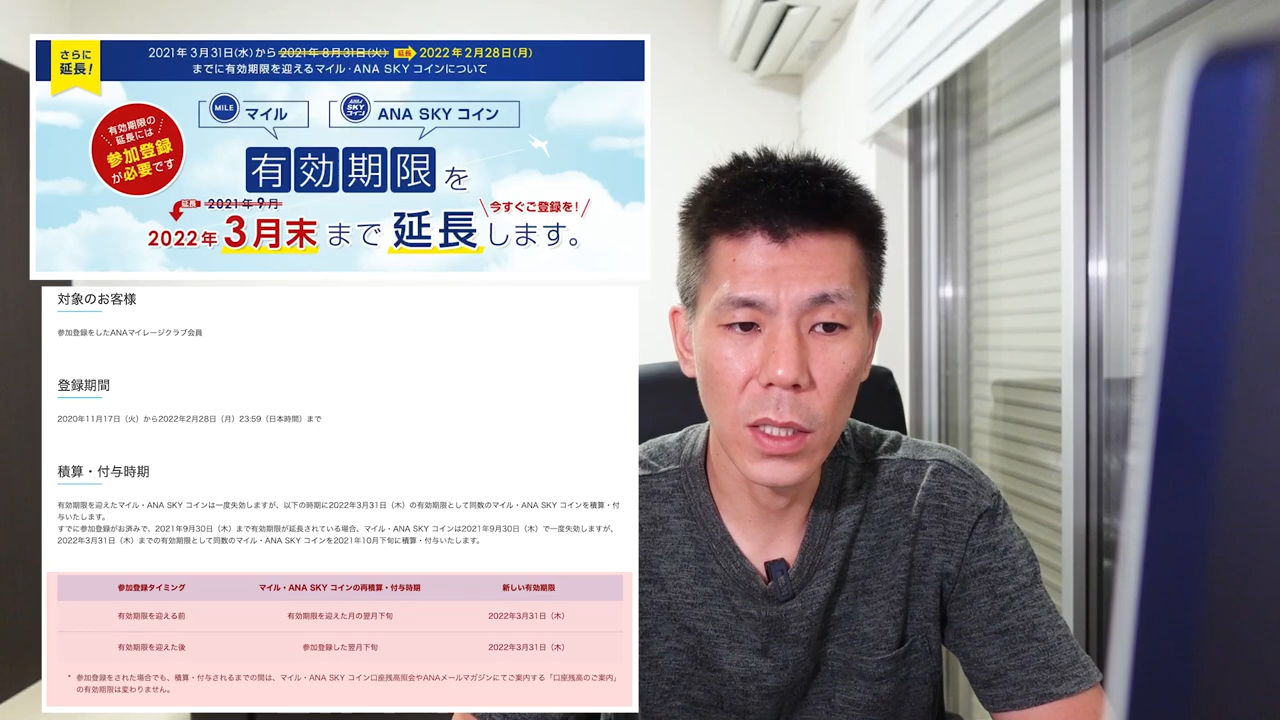 さらに
延長!
2021年3月31日(水)から 2021年8月31日(火) 延長 2022年2月28日(月)
までに有効期限を迎えるマイル・ANA SKY コインについて
MILE マイル
ANA SKY コイン ANA SKY コイン
有効期限の
延長には
参加登録
が必要です
有効期限を
延長 2021年9月
今すぐご登録を!
2022年3月末まで延長します。
対象のお客様
参加登録をしたANAマイレージクラブ会員
登録期間
2020年11月17日（火）から2022年2月28日（月）23:59（日本時間）まで
積算・付与時期
有効期限を迎えたマイル・ANA SKY コインは一度失効しますが、以下の時期に2022年3月31日（木）の有効期限として同数のマイル・ANA SKY コインを積算・付
与いたします。
すでに参加登録がお済みで、2021年9月30日（木）まで有効期限が延長されている場合、マイル・ANA SKY コインは2021年9月30日（木）で一度失効しますが、
2022年3月31日（木）までの有効期限として同数のマイル・ANA SKY コインを2021年10月下旬に積算・付与いたします。
参加登録タイミング マイル・ANA SKY コインの再積算・付与時期 新しい有効期限
有効期限を迎える前 有効期限を迎えた月の翌月下旬 2022年3月31日（木）
有効期限を迎えた後 参加登録した翌月下旬 2022年3月31日（木）
* 参加登録をされた場合でも、積算・付与されるまでの間は、マイル・ANA SKY コイン口座残高照会やANAメールマガジンにてご案内する「口座残高のご案内」
の有効期限は変わりません。